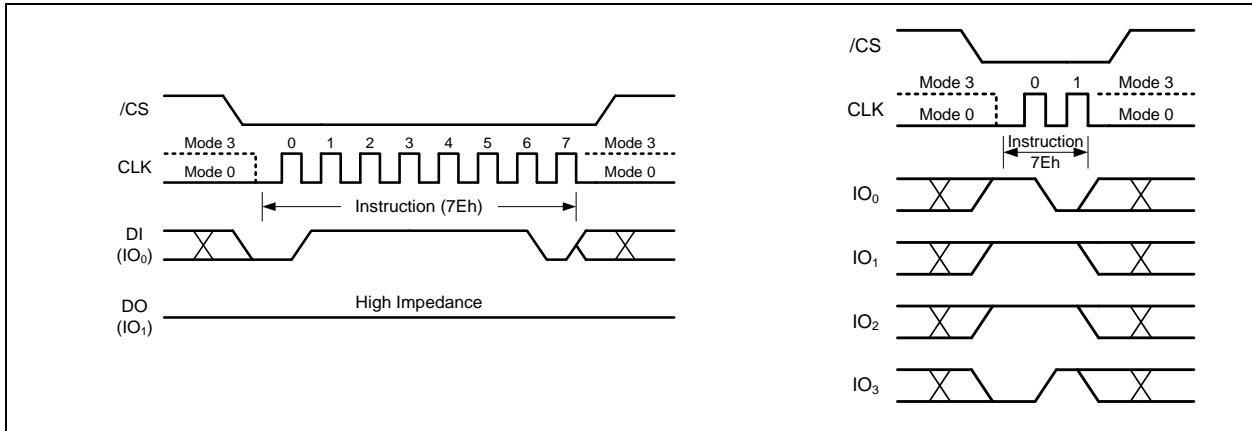 /CS
Mode 3 0 1 2 3 4 5 6 7 Mode 3
CLK Mode 0 Mode 0
Instruction (7Eh)
DI
(IO₀)
DO High Impedance
(IO₁)
/CS
Mode 3 0 1 Mode 3
CLK Mode 0 Mode 0
Instruction
7Eh
IO₀
IO₁
IO₂
IO₃